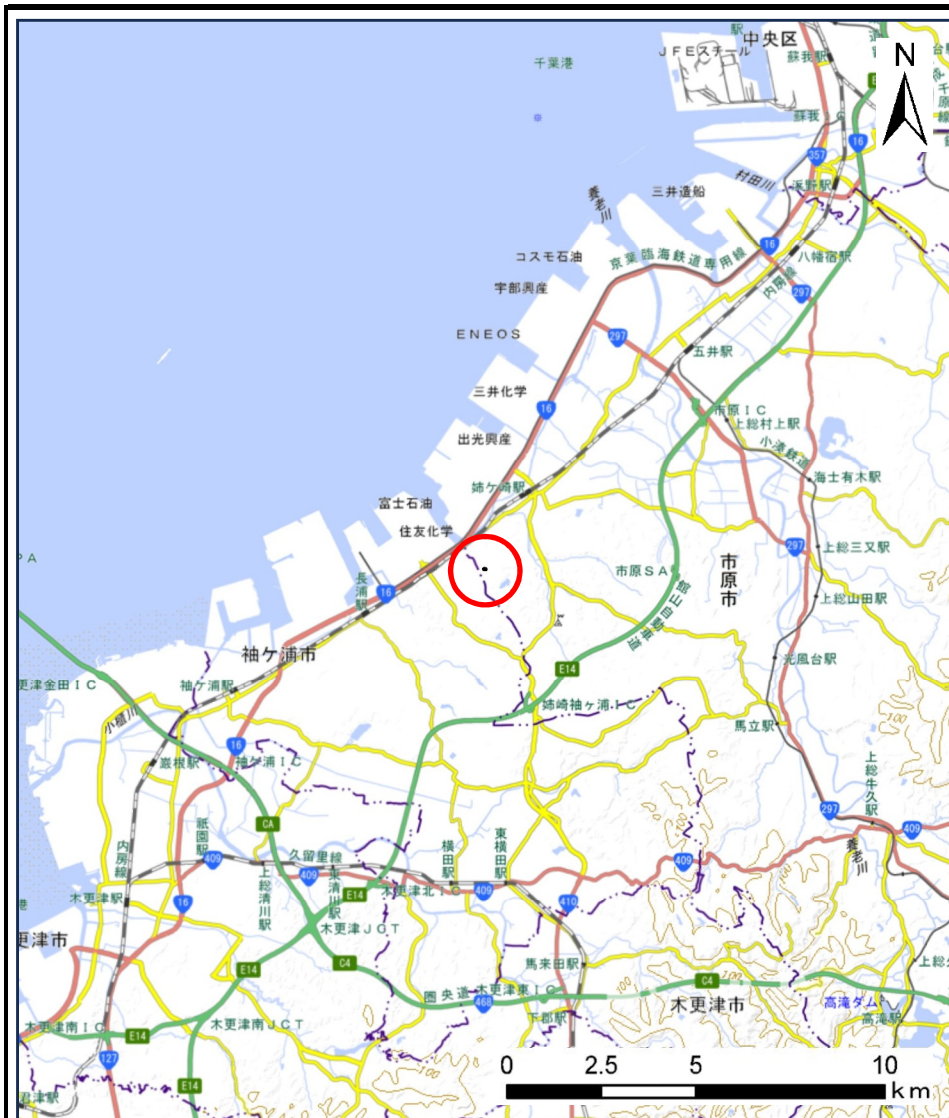 中央区
JFEスチール
蘇我駅
千葉港
N
蘇我
16
357
村田川
浜野駅
三井造船
養老川
16
八幡宿駅
コスモ石油
京葉臨海鉄道専用線
内房線
297
宇部興産
ENEOS
297
五井駅
三井化学
16
市原IC
上総村上駅
出光興産
小湊鉄道
姉ケ崎駅
海士有木駅
富士石油
住友化学
297
上総三又駅
市原SA
市原市
館山自動車道
長浦駅
16
上総山田駅
袖ケ浦市
光風台駅
E14
更津金田IC
袖ケ浦駅
姉崎袖ヶ浦IC
小櫃川
馬立駅
100
16
巌根駅
袖ケ浦IC
上総牛久駅
297
CA
409
祇園駅
内房線
409
久留里線
横田駅
東横田駅
養老川
409
上総清川駅
409
東清川駅
E14
木更津北IC
409
410
木更津駅
16
100
木更津JCT
更津市
C4
E14
馬来田駅
100
C4
圏央道
468
木更津東IC
木更津市
下郡駅
高滝ダム
高滝駅
木更津南IC
E14
木更津南JCT
127
E14
君津駅
0
2.5
5
10
km